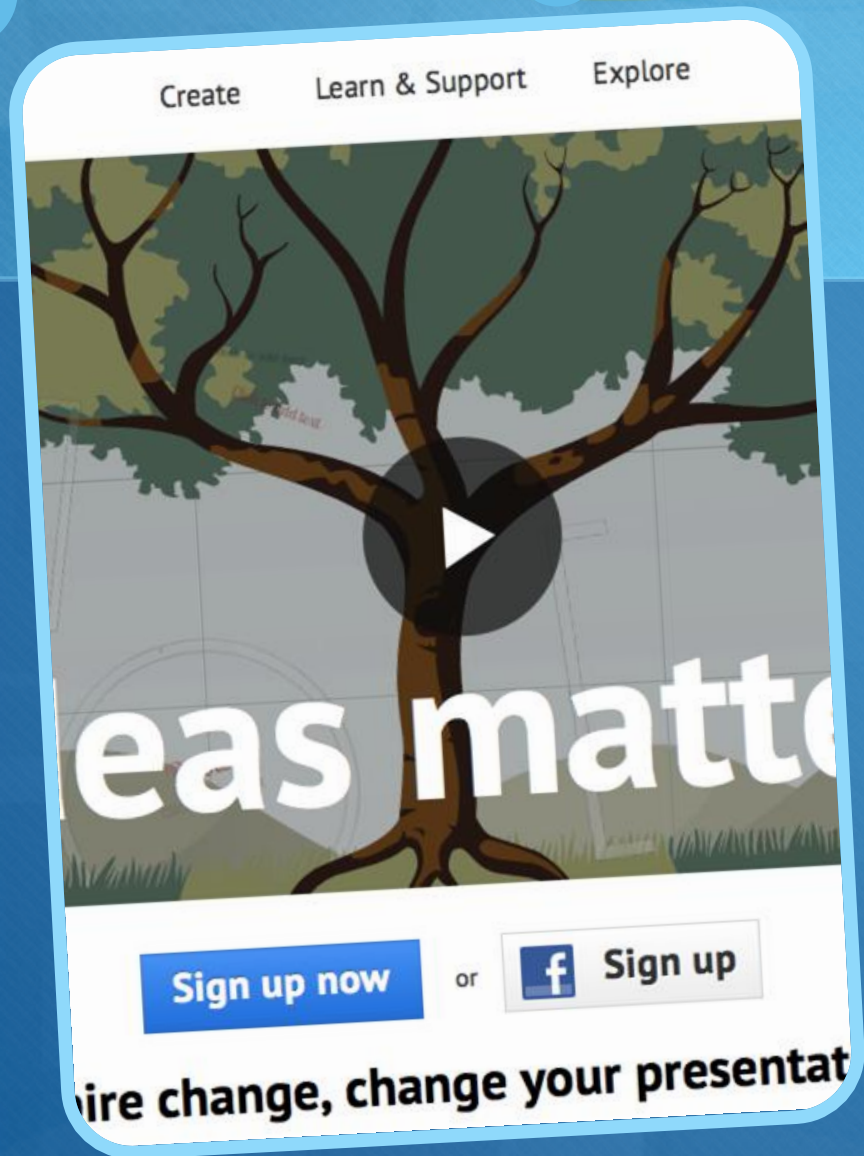 Create Learn & Support Explore
eas matte
Sign up now or f Sign up
ire change, change your presentat